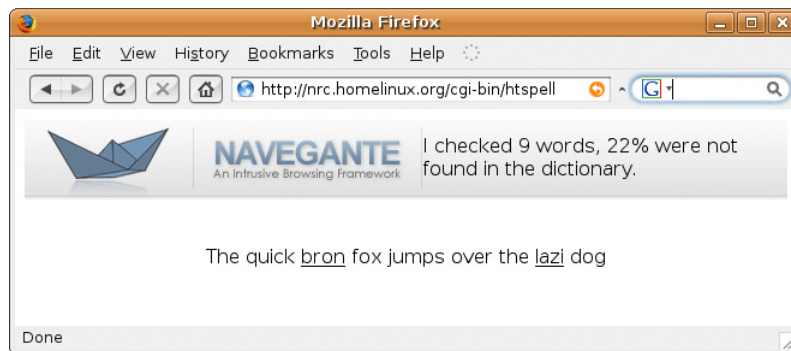 Mozilla Firefox
File Edit View History Bookmarks Tools Help
http://nrc.homelinux.org/cgi-bin/htspell G
NAVEGANTE
An Intrusive Browsing Framework
I checked 9 words, 22% were not
found in the dictionary.
The quick bron fox jumps over the lazi dog
Done